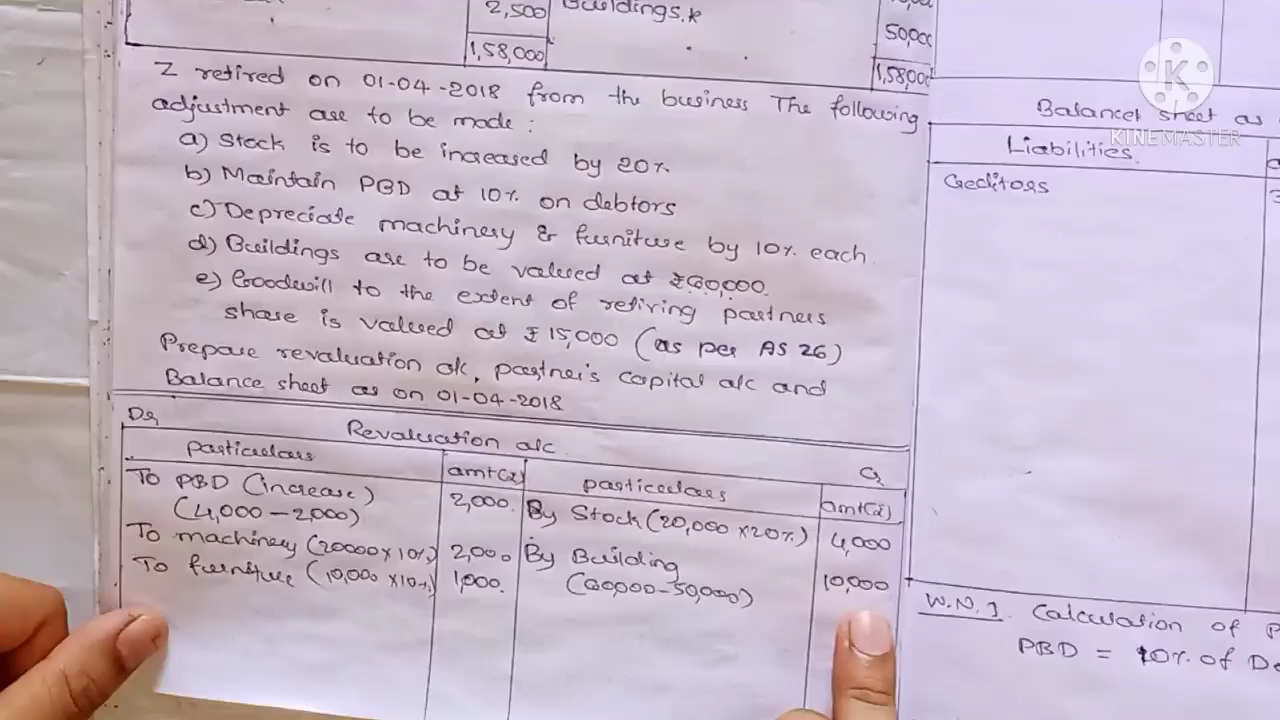 2,500 Buildings.
50,000
1,58,000 1,58,000
Z retired on 01-04-2018 from the business The following
adjustment are to be made :
a) Stock is to be increased by 20%
b) Maintain PBD at 10% on debtors
c) Depreciate machinery & furniture by 10% each
d) Buildings are to be valued at ₹60,000.
e) Goodwill to the extent of retiring partners
share is valued at ₹15,000 (as per AS 26)
Prepare revaluation a/c, partner's capital a/c and
Balance sheet as on 01-04-2018
Dr Revaluation a/c Cr
particulars amt(₹) particulars amt(₹)
To PBD (increase) 2,000. By Stock (20,000 x 20%) 4,000
(4,000 - 2,000)
To machinery (20000 x 10%) 2,000 By Building
To furniture (10,000 x 10%) 1,000. (60,000 - 50,000) 10,000
K
KINEMASTER
Balance sheet as
Liabilities
Creditors
W.N.1. Calculation of
PBD = 10% of